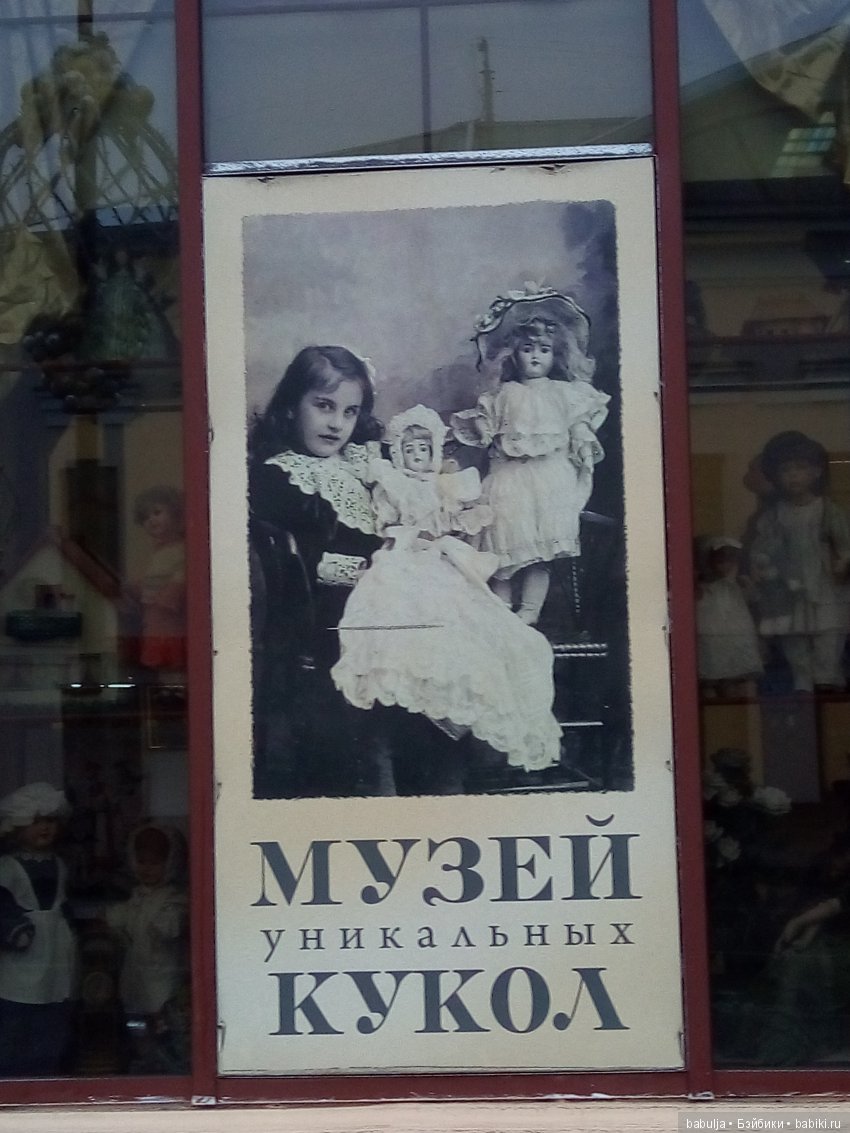 МУЗЕЙ
уникальных
КУКОЛ
babulja • Бэйбики • babiki.ru